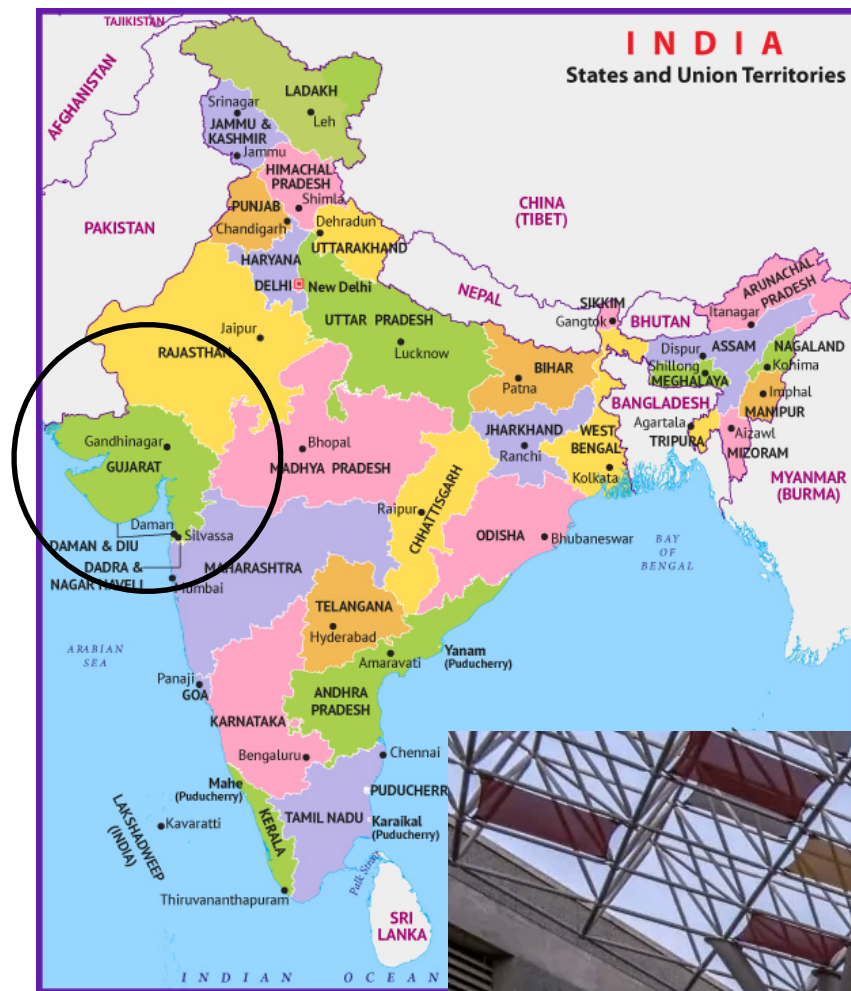 TAJIKISTAN
INDIA
States and Union Territories
AFGHANISTAN
LADAKH
Srinagar
Leh
JAMMU &
KASHMIR
Jammu
HIMACHAL
PRADESH
Shimla
PUNJAB
Chandigarh
Dehradun
UTTARAKHAND
CHINA
(TIBET)
PAKISTAN
HARYANA
DELHI
New Delhi
NEPAL
SIKKIM
Gangtok
BHUTAN
ARUNACHAL
PRADESH
Itanagar
Jaipur
RAJASTHAN
UTTAR PRADESH
Lucknow
BIHAR
Patna
Dispur
ASSAM
NAGALAND
Shillong
Kohima
MEGHALAYA
Imphal
MANIPUR
BANGLADESH
Agartala
TRIPURA
Aizawl
MIZORAM
MYANMAR
(BURMA)
Gandhinagar
GUJARAT
Bhopal
MADHYA PRADESH
JHARKHAND
Ranchi
WEST
BENGAL
Kolkata
Raipur
CHHATTISGARH
ODISHA
Bhubaneswar
BAY
OF
BENGAL
Daman
Silvassa
DAMAN & DIU
DADRA &
NAGAR HAVELI
MAHARASHTRA
Mumbai
TELANGANA
Hyderabad
ARABIAN
SEA
Amaravati
Yanam
(Puducherry)
Panaji
GOA
ANDHRA
PRADESH
KARNATAKA
Bengaluru
Chennai
Mahe
(Puducherry)
PUDUCHERR
LAKSHADWEEP
(INDIA)
Kavaratti
KERALA
TAMIL NADU
Karaikal
(Puducherry)
Palk Strait
Thiruvananthapuram
SRI
LANKA
INDIAN OCEAN